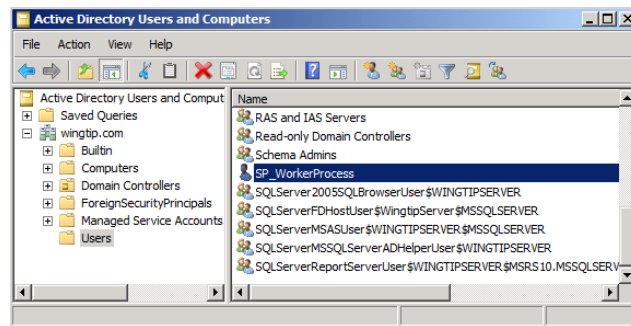 Active Directory Users and Computers
File Action View Help
Active Directory Users and Comput
Saved Queries
wingtip.com
Builtin
Computers
Domain Controllers
ForeignSecurityPrincipals
Managed Service Accounts
Users
Name
RAS and IAS Servers
Read-only Domain Controllers
Schema Admins
SP_WorkerProcess
SQLServer2005SQLBrowserUser$WINGTIPSERVER
SQLServerFDHostUser$WingtipServer$MSSQLSERVER
SQLServerMSASUser$WINGTIPSERVER$MSSQLSERVER
SQLServerMSSQLServerADHelperUser$WINGTIPSERVER
SQLServerReportServerUser$WINGTIPSERVER$MSRS10.MSSQLSERV